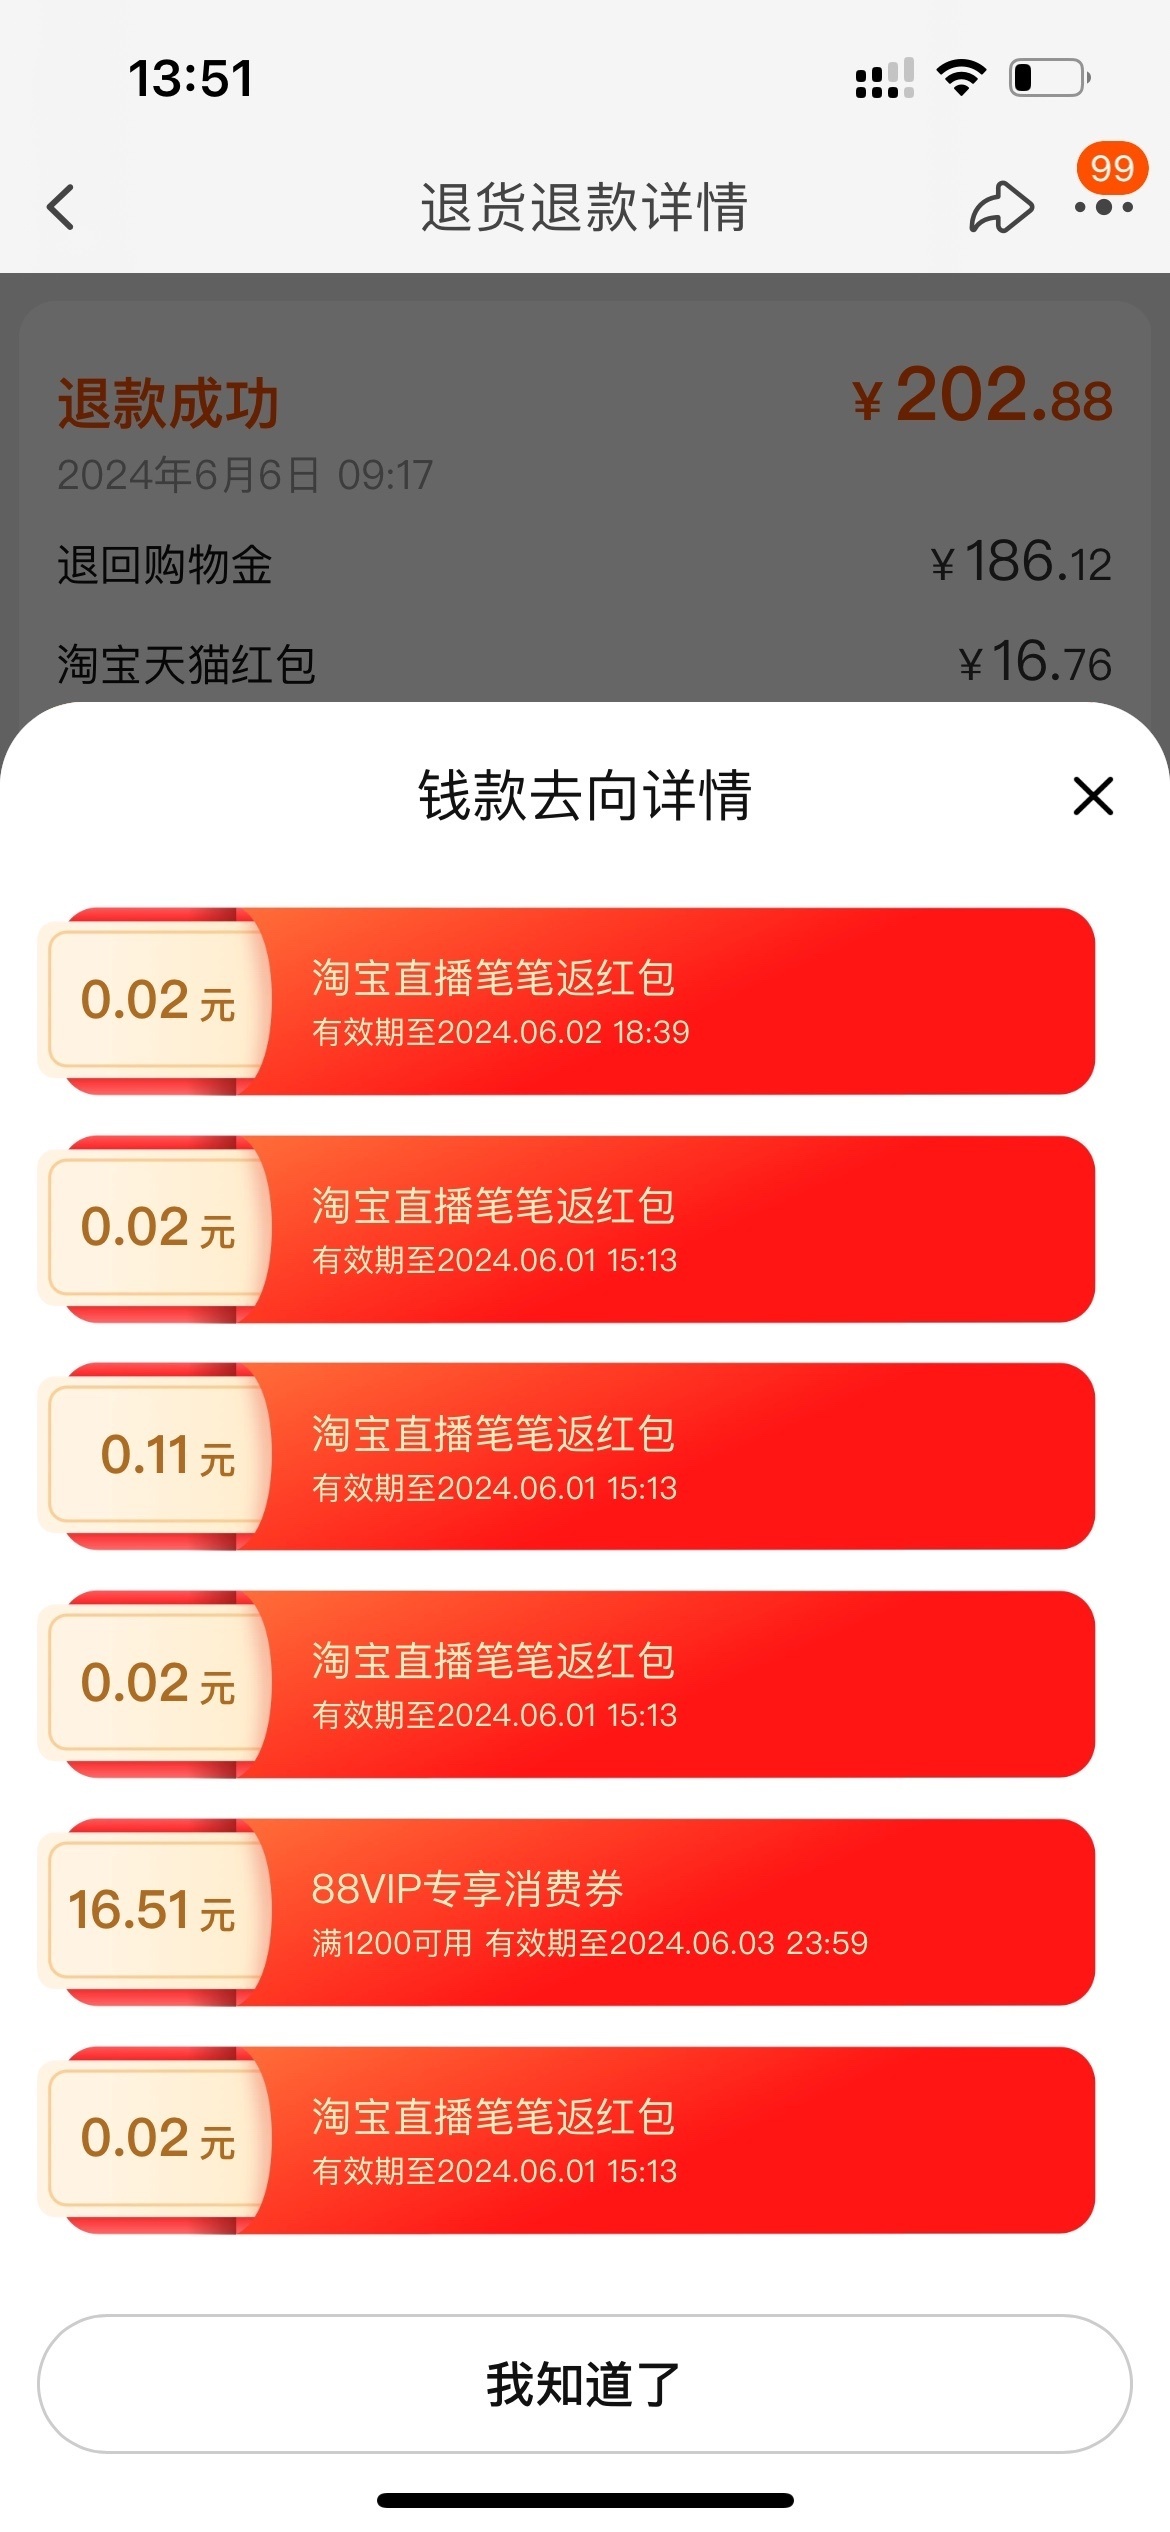 13:51
99
退货退款详情
退款成功 ¥202.88
2024年6月6日 09:17
退回购物金 ¥186.12
淘宝天猫红包 ¥16.76
钱款去向详情
0.02元
淘宝直播笔笔返红包
有效期至2024.06.02 18:39
0.02元
淘宝直播笔笔返红包
有效期至2024.06.01 15:13
0.11元
淘宝直播笔笔返红包
有效期至2024.06.01 15:13
0.02元
淘宝直播笔笔返红包
有效期至2024.06.01 15:13
16.51元
88VIP专享消费券
满1200可用 有效期至2024.06.03 23:59
0.02元
淘宝直播笔笔返红包
有效期至2024.06.01 15:13
我知道了